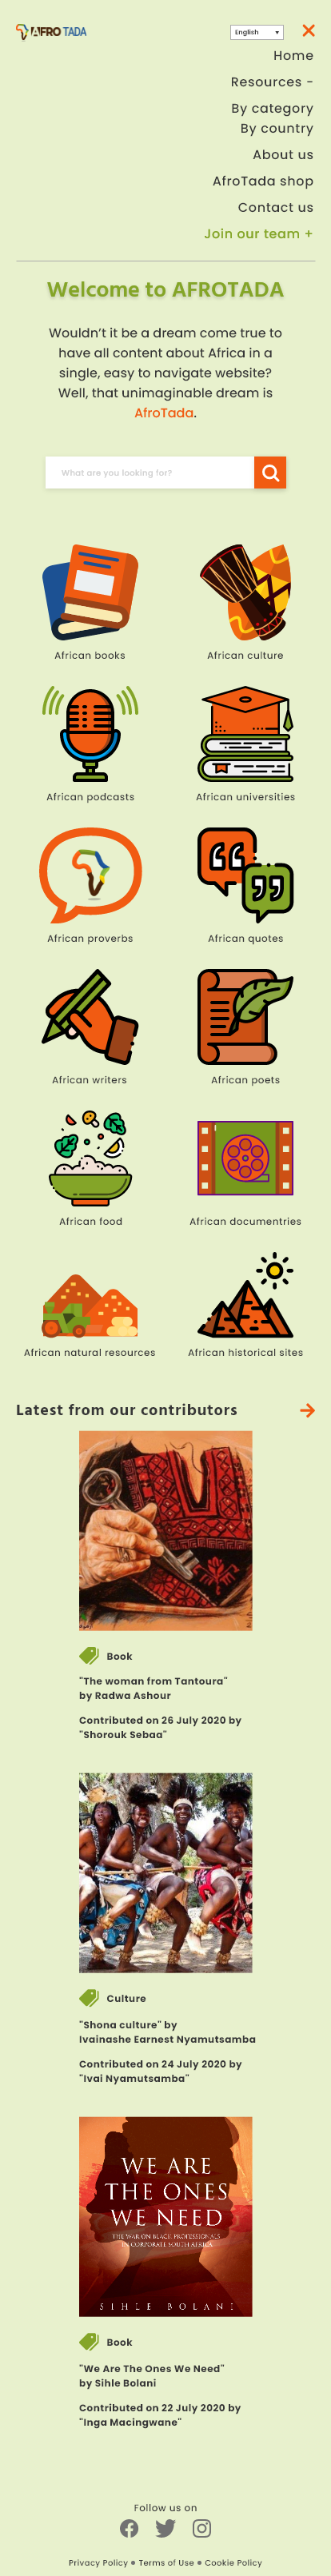 AFRO TADA
English
Home
Resources -
By category
By country
About us
AfroTada shop
Contact us
Join our team +
Welcome to AFROTADA
Wouldn't it be a dream come true to
have all content about Africa in a
single, easy to navigate website?
Well, that unimaginable dream is
AfroTada.
What are you looking for?
African books
African culture
African podcasts
African universities
African proverbs
African quotes
African writers
African poets
African food
African documentries
African natural resources
African historical sites
Latest from our contributors
Book
"The woman from Tantoura"
by Radwa Ashour
Contributed on 26 July 2020 by
"Shorouk Sebaa"
Culture
"Shona culture" by
Ivainashe Earnest Nyamutsamba
Contributed on 24 July 2020 by
"Ivai Nyamutsamba"
WE ARE
THE ONES
WE NEED
THE WAR ON BLACK PROFESSIONALS
IN CORPORATE SOUTH AFRICA
SIHLE BOLANI
Book
"We Are The Ones We Need"
by Sihle Bolani
Contributed on 22 July 2020 by
"Inga Macingwane"
Follow us on
Privacy Policy • Terms of Use • Cookie Policy